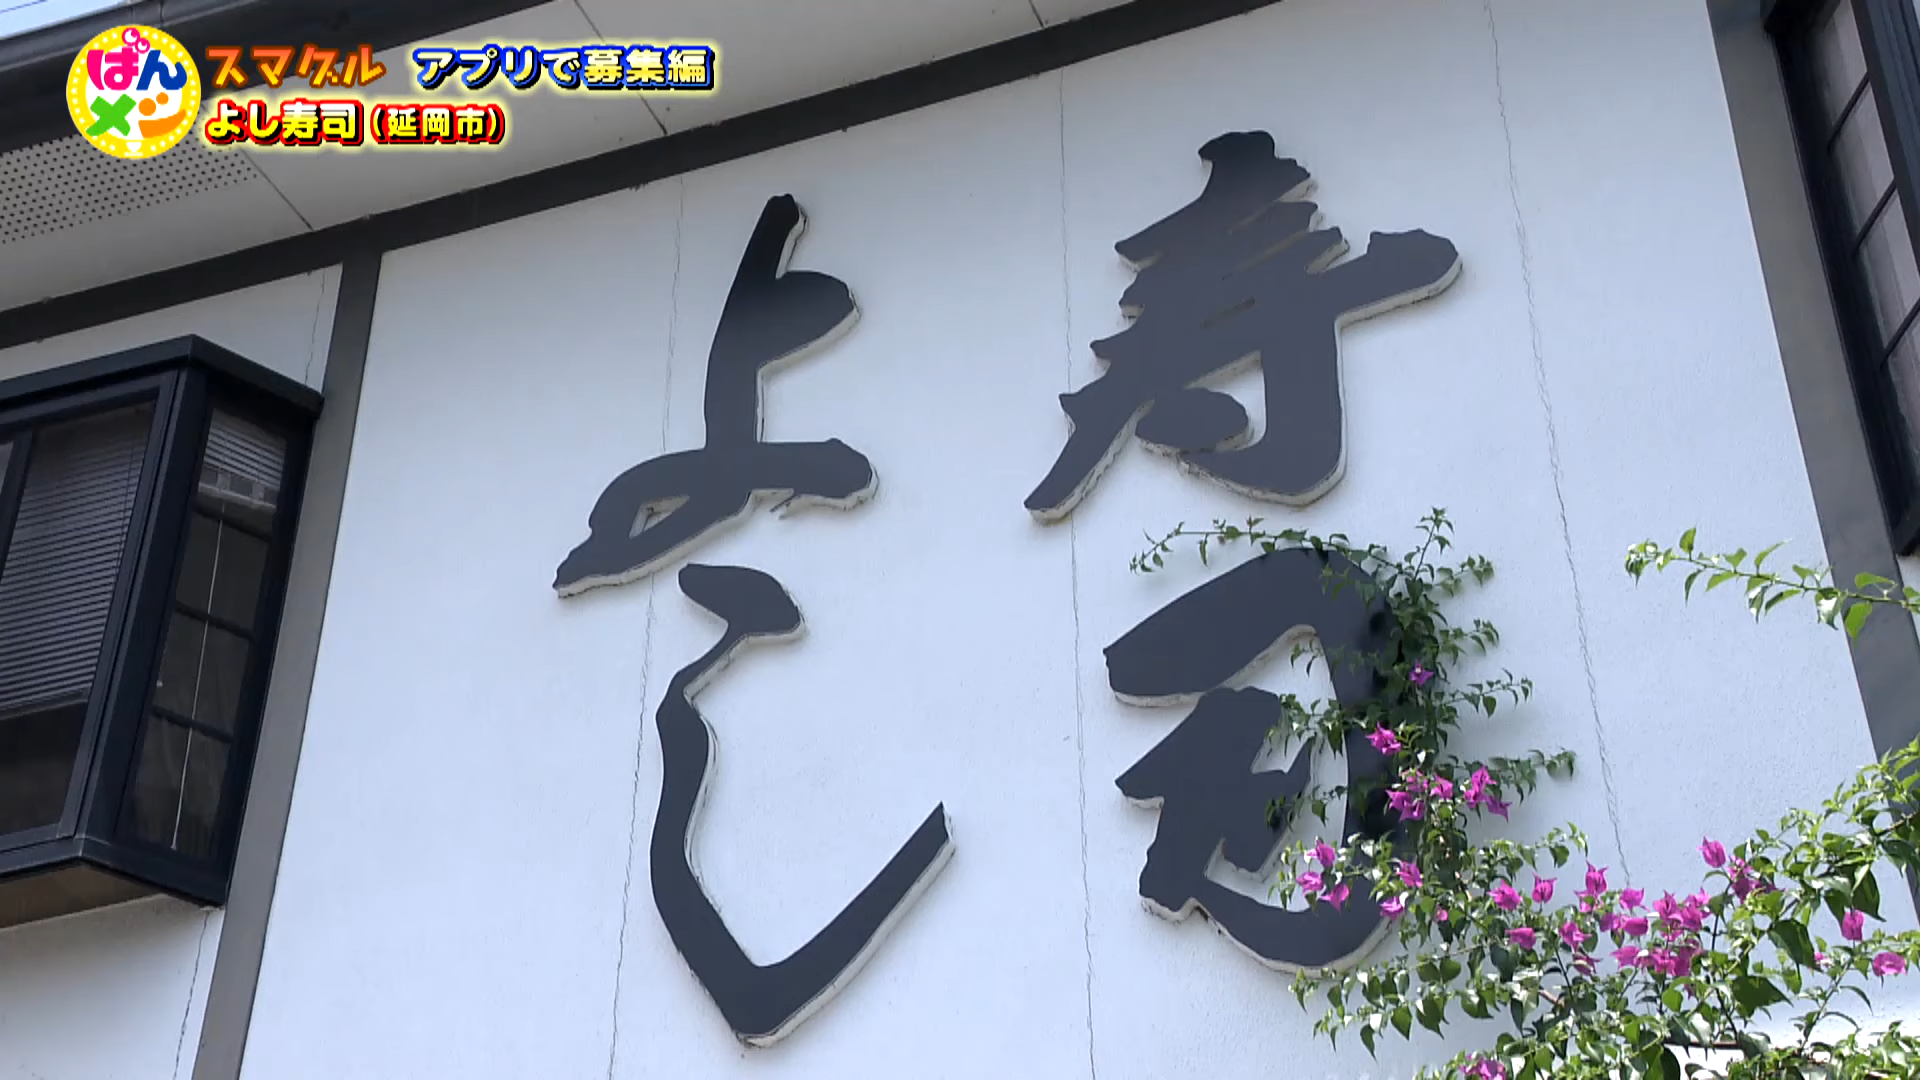 ばん
メシ
スマグル アプリで募集編
よし寿司(延岡市)
寿司
よし